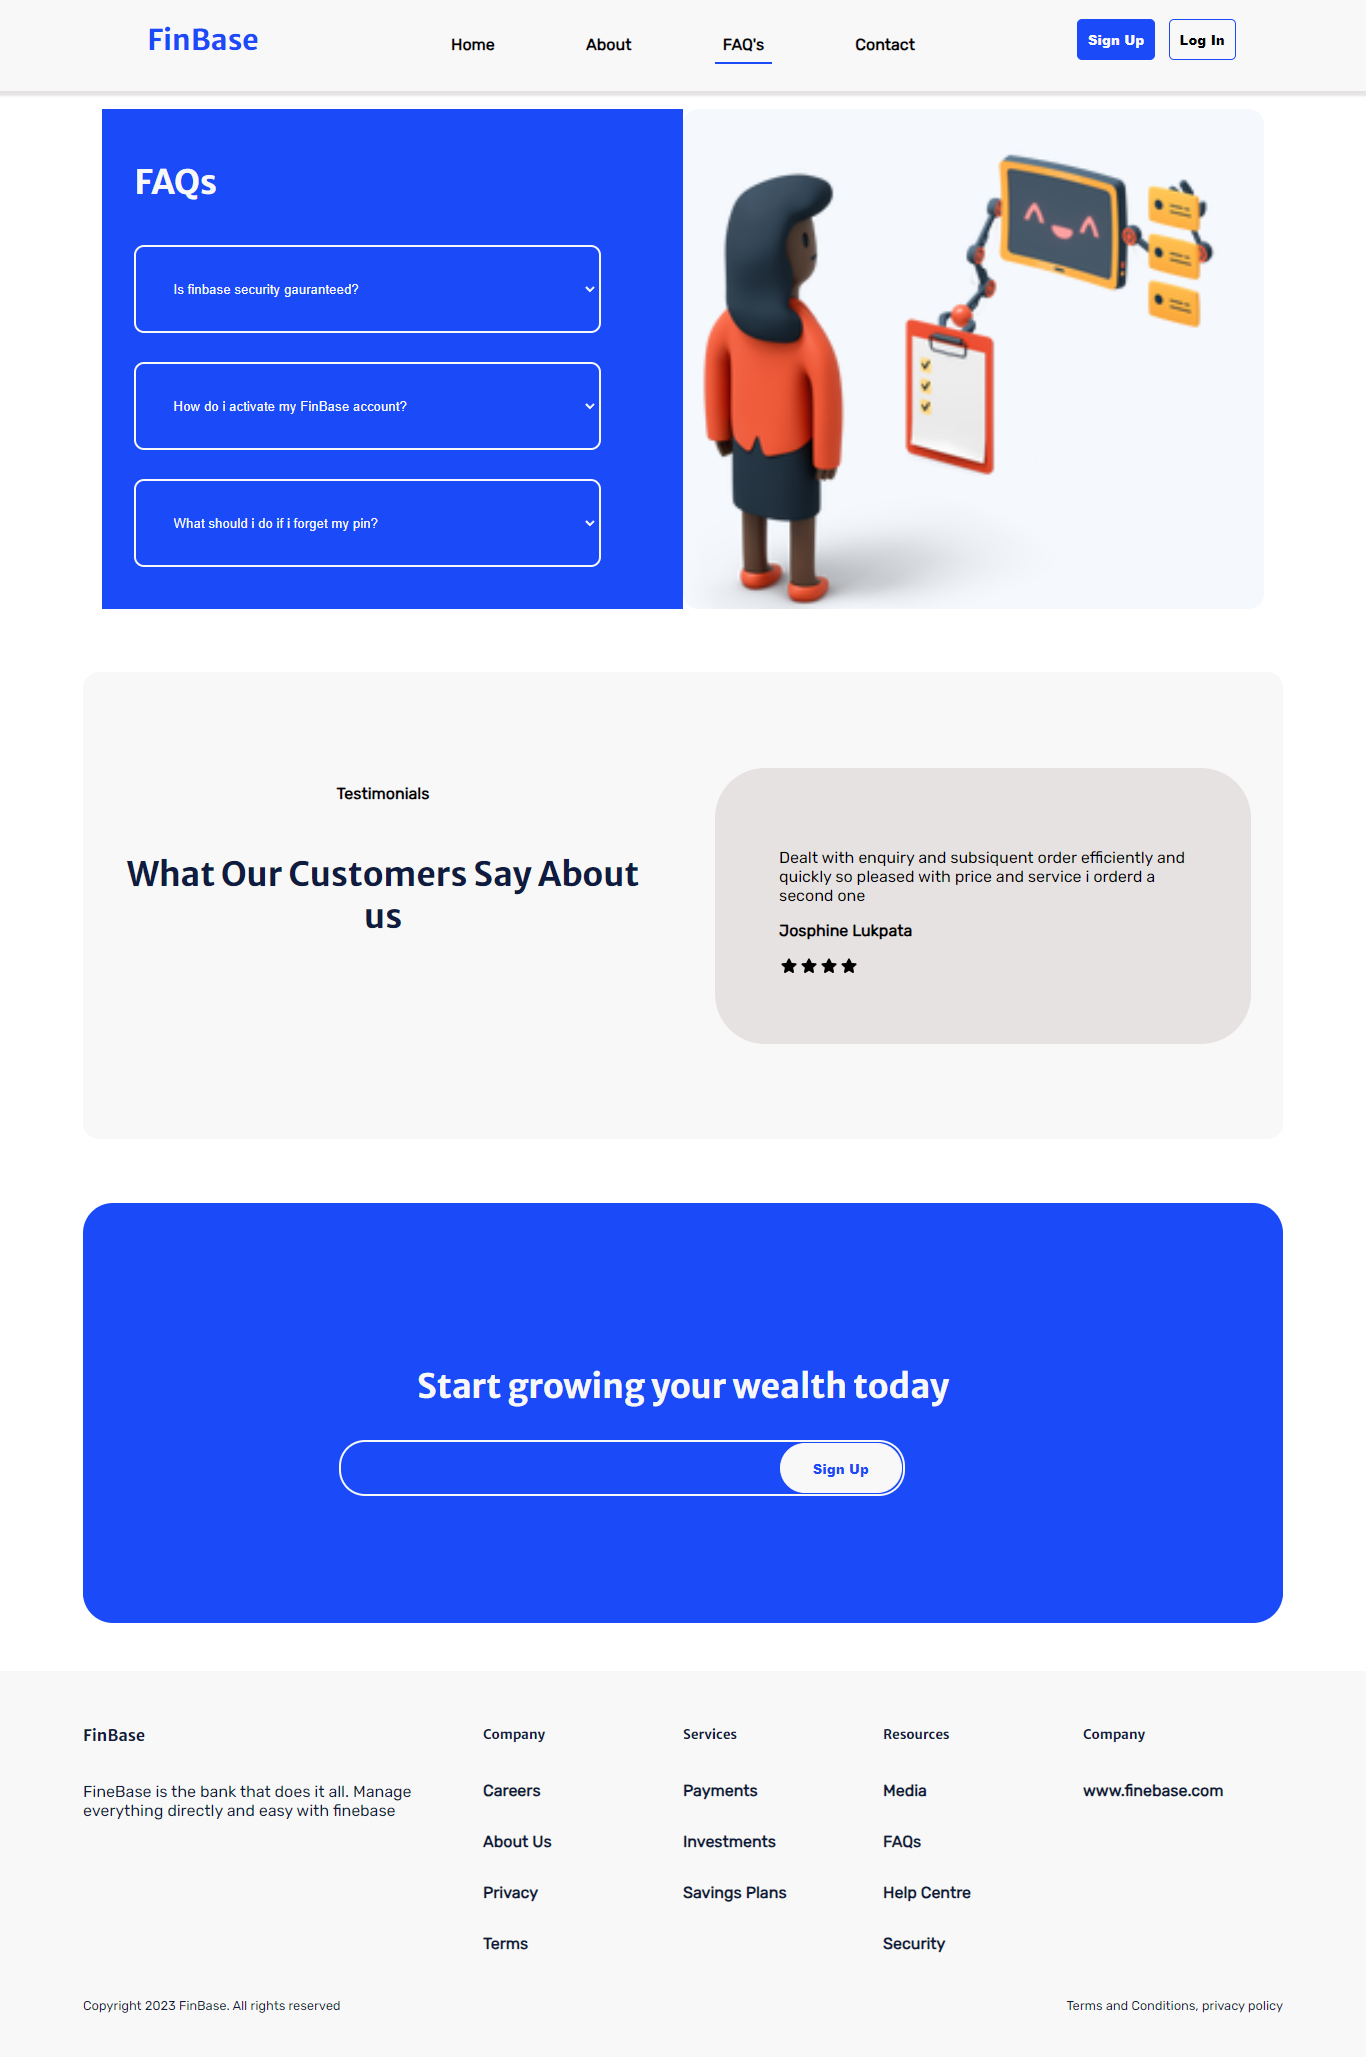 FinBase
Home
About
FAQ's
Contact
Sign Up
Log In
FAQs
Is finbase security gauranteed?
How do i activate my FinBase account?
What should i do if i forget my pin?
Testimonials
What Our Customers Say About
us
Dealt with enquiry and subsiquent order efficiently and
quickly so pleased with price and service i orderd a
second one
Josphine Lukpata
Start growing your wealth today
Sign Up
FinBase
FineBase is the bank that does it all. Manage
everything directly and easy with finebase
Company
Careers
About Us
Privacy
Terms
Services
Payments
Investments
Savings Plans
Resources
Media
FAQs
Help Centre
Security
Company
www.finebase.com
Copyright 2023 FinBase. All rights reserved
Terms and Conditions, privacy policy